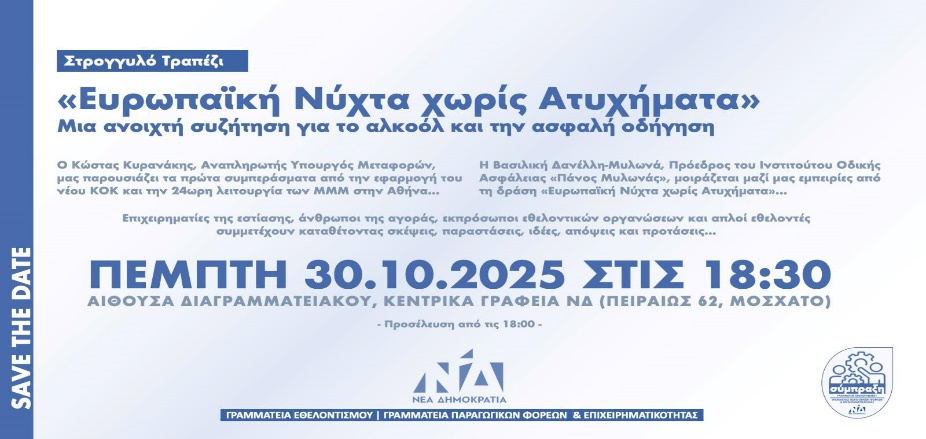 SAVE THE DATE
Στρογγυλό Τραπέζι
«Ευρωπαϊκή Νύχτα χωρίς Ατυχήματα»
Μια ανοιχτή συζήτηση για το αλκοόλ και την ασφαλή οδήγηση
Ο Κώστας Κυρανάκης, Αναπληρωτής Υπουργός Μεταφορών,
μας παρουσιάζει τα πρώτα συμπεράσματα από την εφαρμογή του
νέου ΚΟΚ και την 24ωρη λειτουργία των ΜΜΜ στην Αθήνα...
Η Βασιλική Δανέλλη-Μυλωνά, Πρόεδρος του Ινστιτούτου Οδικής
Ασφάλειας «Πάνος Μυλωνάς», μοιράζεται μαζί μας εμπειρίες από
τη δράση «Ευρωπαϊκή Νύχτα χωρίς Ατυχήματα»...
Επιχειρηματίες της εστίασης, άνθρωποι της αγοράς, εκπρόσωποι εθελοντικών οργανώσεων και απλοί εθελοντές
συμμετέχουν καταθέτοντας σκέψεις, παραστάσεις, ιδέες, απόψεις και προτάσεις...
ΠΕΜΠΤΗ 30.10.2025 ΣΤΙΣ 18:30
ΑΙΘΟΥΣΑ ΔΙΑΓΡΑΜΜΑΤΕΙΑΚΟΥ, ΚΕΝΤΡΙΚΑ ΓΡΑΦΕΙΑ ΝΔ (ΠΕΙΡΑΙΩΣ 62, ΜΟΣΧΑΤΟ)
- Προσέλευση από τις 18:00 -
ΝΔ
ΝΕΑ ΔΗΜΟΚΡΑΤΙΑ
ΓΡΑΜΜΑΤΕΙΑ ΕΘΕΛΟΝΤΙΣΜΟΥ | ΓΡΑΜΜΑΤΕΙΑ ΠΑΡΑΓΩΓΙΚΩΝ ΦΟΡΕΩΝ & ΕΠΙΧΕΙΡΗΜΑΤΙΚΟΤΗΤΑΣ
σύμπραξη
ΝΔ